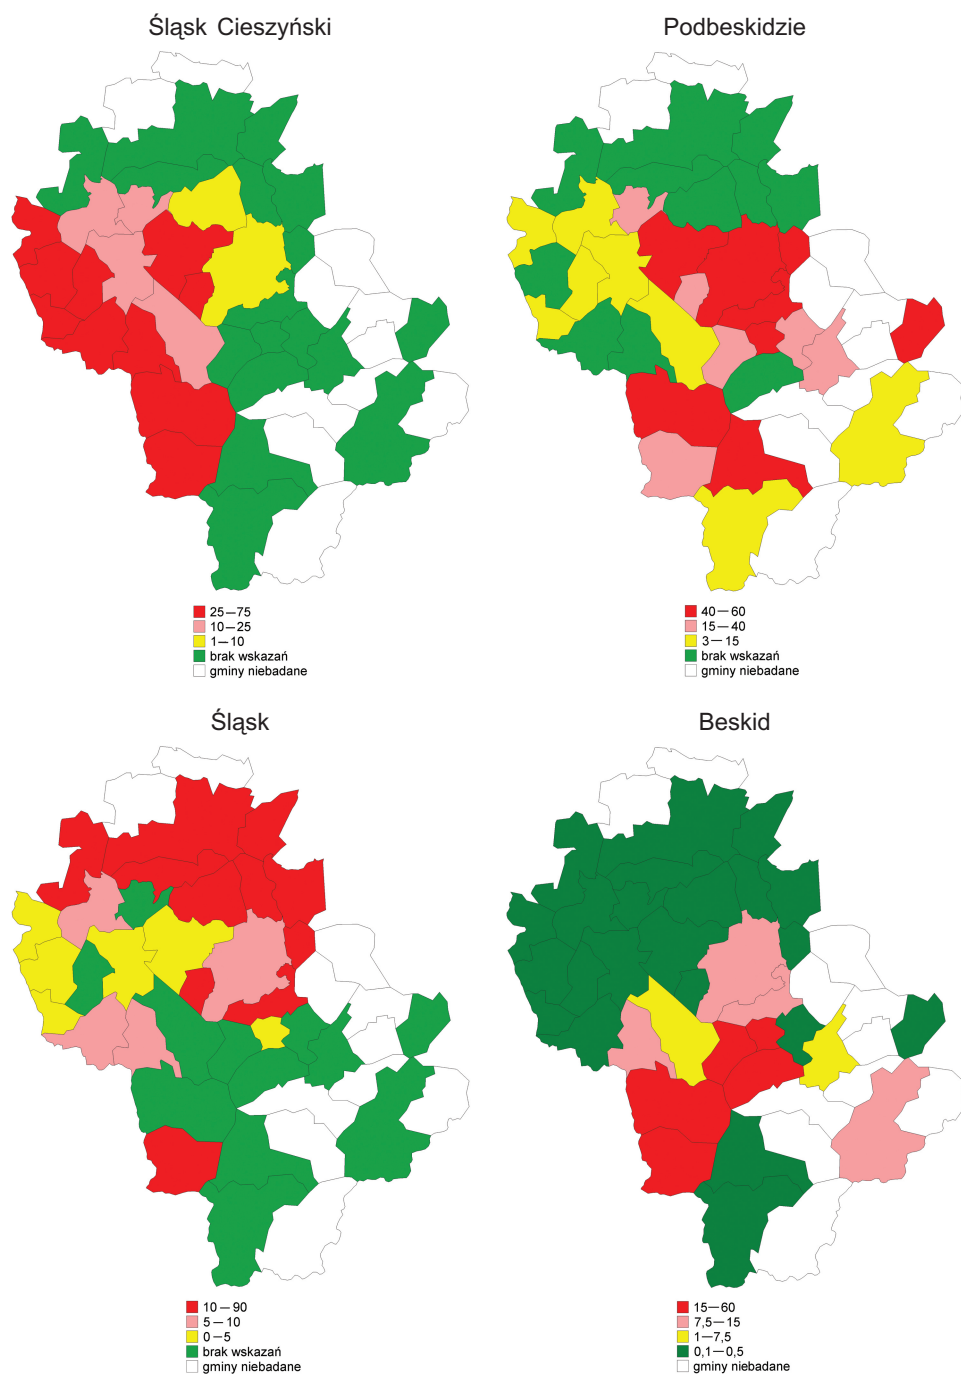 Śląsk Cieszyński
Podbeskidzie
25—75
10—25
1—10
brak wskazań
gminy niebadane
40—60
15—40
3—15
brak wskazań
gminy niebadane
Śląsk
Beskid
10—90
5—10
0—5
brak wskazań
gminy niebadane
15—60
7,5—15
1—7,5
0,1—0,5
gminy niebadane